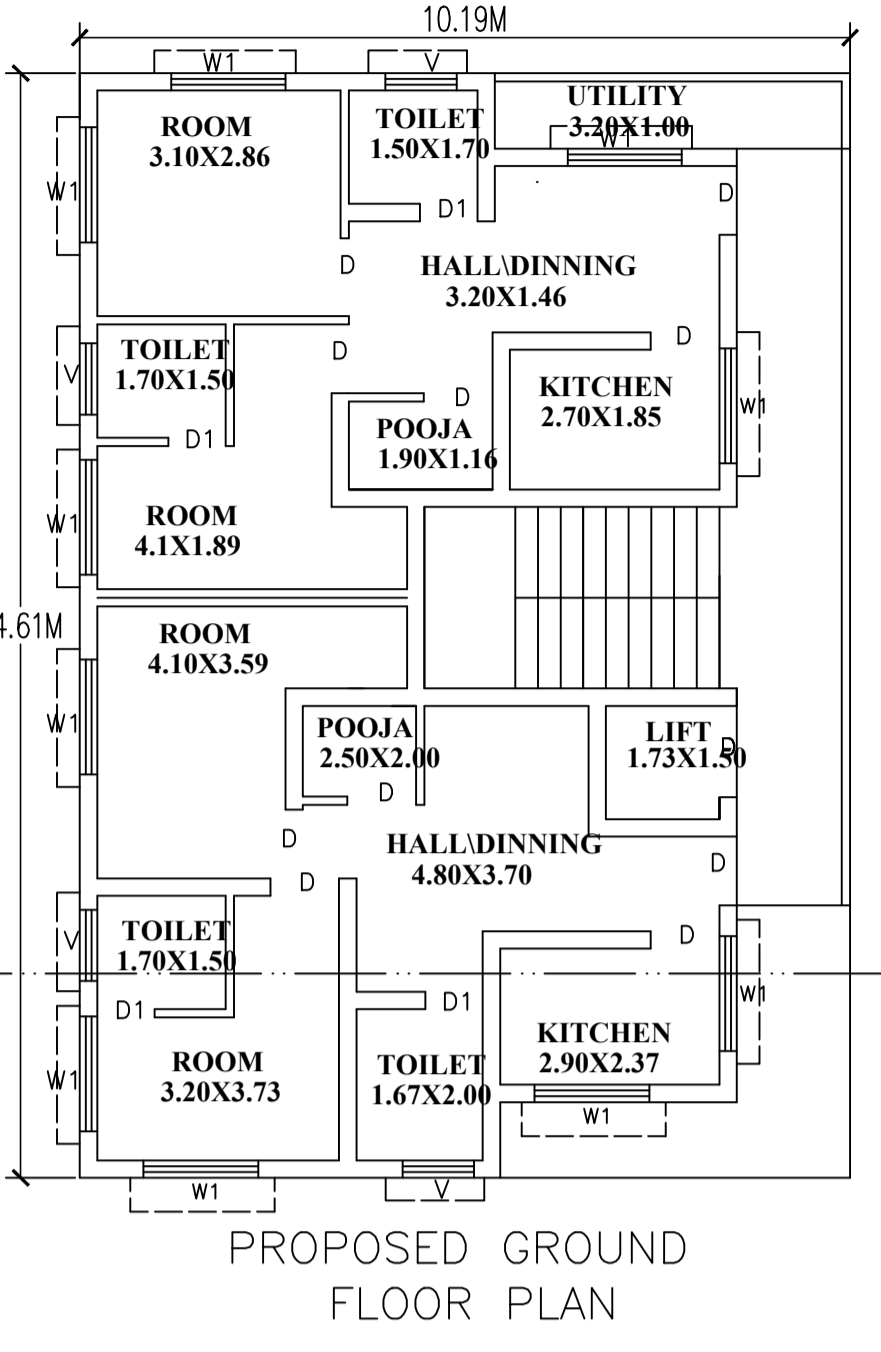 10.19M
W1
V
UTILITY
3.20X1.00
W1
ROOM
3.10X2.86
TOILET
1.50X1.70
W1
D
D1
D
HALL\DINNING
3.20X1.46
D
D
TOILET
1.70X1.50
V
KITCHEN
2.70X1.85
D
W1
POOJA
1.90X1.16
D1
ROOM
4.1X1.89
W1
4.61M
ROOM
4.10X3.59
W1
POOJA
2.50X2.00
LIFT
1.73X1.50
D
D
D
HALL\DINNING
4.80X3.70
D
D
TOILET
1.70X1.50
V
D
W1
D1
D1
KITCHEN
2.90X2.37
ROOM
3.20X3.73
TOILET
1.67X2.00
W1
W1
W1
V
PROPOSED GROUND
FLOOR PLAN